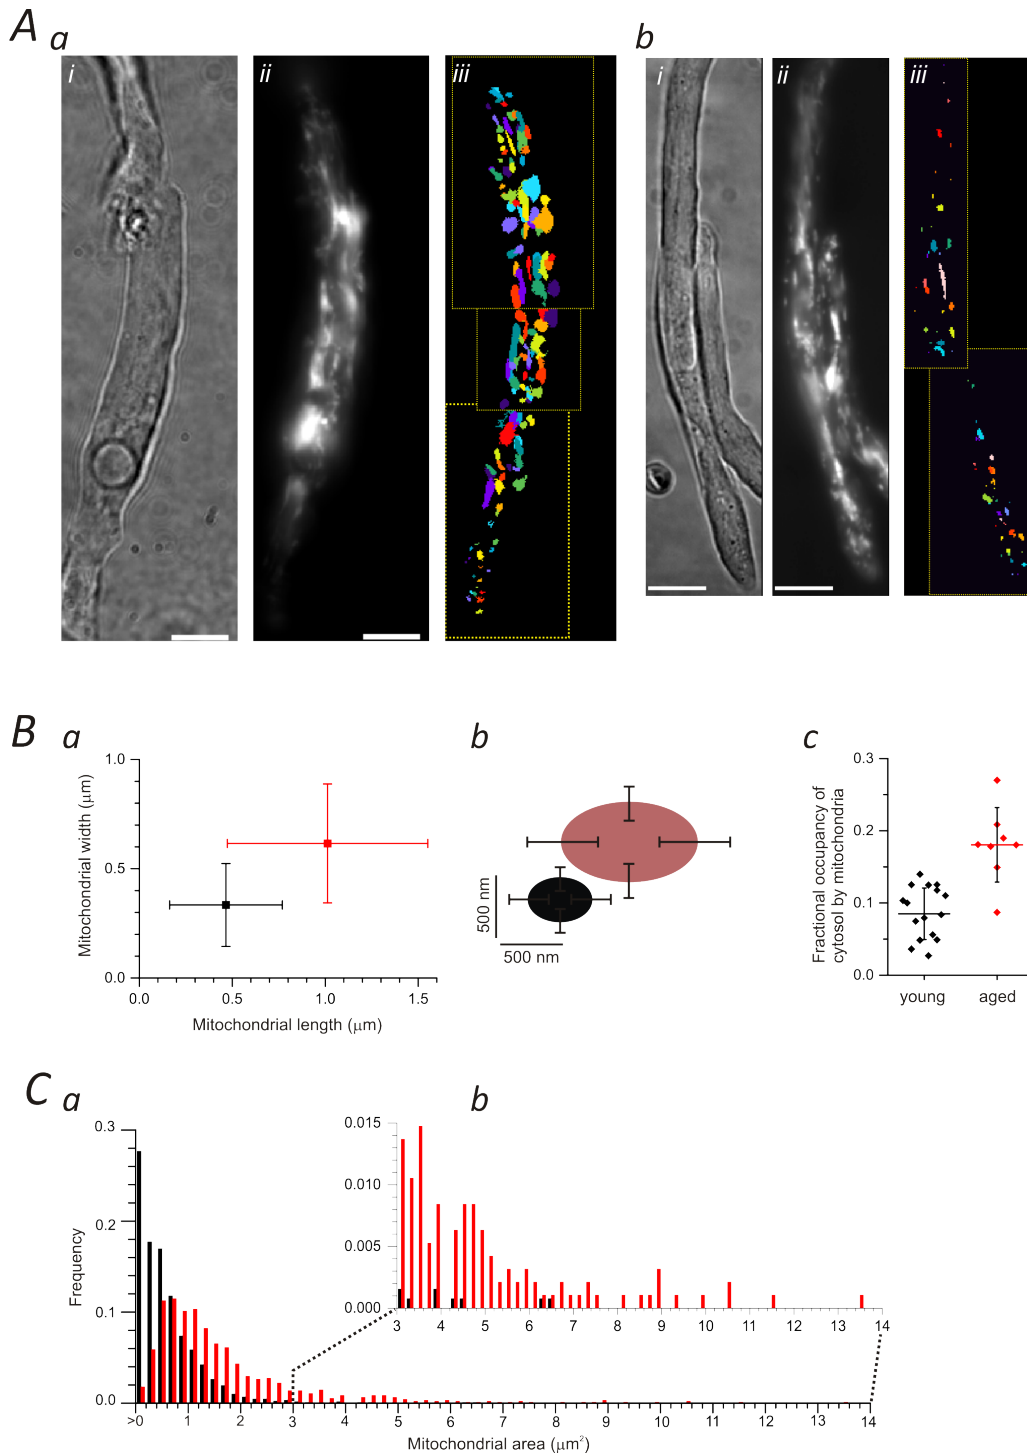 A a b
i ii iii i ii iii
B a b c
Mitochondrial width (μm)
1.0
0.5
0.0
0.0 0.5 1.0 1.5
Mitochondrial length (μm)
500 nm
500 nm
Fractional occupancy of
cytosol by mitochondria
0.3
0.2
0.1
0.0
young aged
C a b
Frequency
0.3
0.2
0.1
0.0
>0 1 2 3 4 5 6 7 8 9 10 11 12 13 14
Mitochondrial area (μm²)
0.015
0.010
0.005
0.000
3 4 5 6 7 8 9 10 11 12 13 14